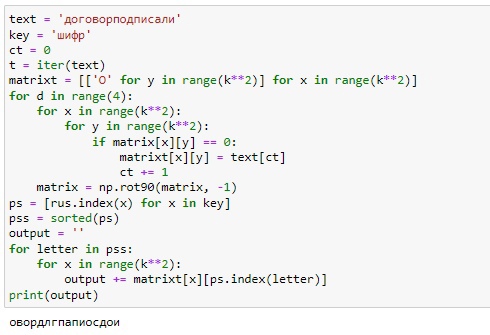 text = 'договорподписали'
key = 'шифр'
ct = 0
t = iter(text)
matrixt = [['0' for y in range(k**2)] for x in range(k**2)]
for d in range(4):
    for x in range(k**2):
        for y in range(k**2):
            if matrix[x][y] == 0:
                matrixt[x][y] = text[ct]
                ct += 1
    matrix = np.rot90(matrix, -1)
ps = [rus.index(x) for x in key]
pss = sorted(ps)
output = ''
for letter in pss:
    for x in range(k**2):
        output += matrixt[x][ps.index(letter)]
print(output)
овордлгпапиосдои